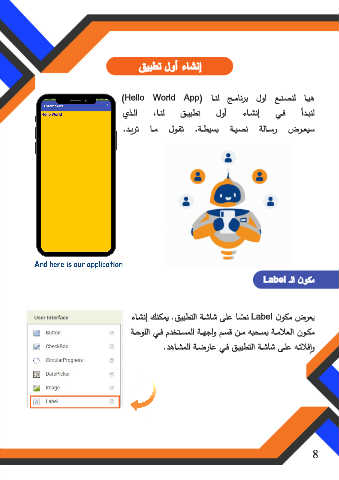 إنشاء أول تطبيق
هيا لنصنع اول برنامج لنا (Hello World App)
لنبدأ في إنشاء أول تطبيق لنا، الذي
سيعرض رسالة نصية بسيطة، تقول ما تريد.
Hello World
And here is our application
مكون الـ Label
يعرض مكون Label نصًا على شاشة التطبيق. يمكنك إنشاء
مكون العلامة بسحبه من قسم واجهة المستخدم في اللوحة
وإفلاته على شاشة التطبيق في عارضة المشاهد.
User Interface
Button
CheckBox
CircularProgress
DatePicker
Image
Label
8